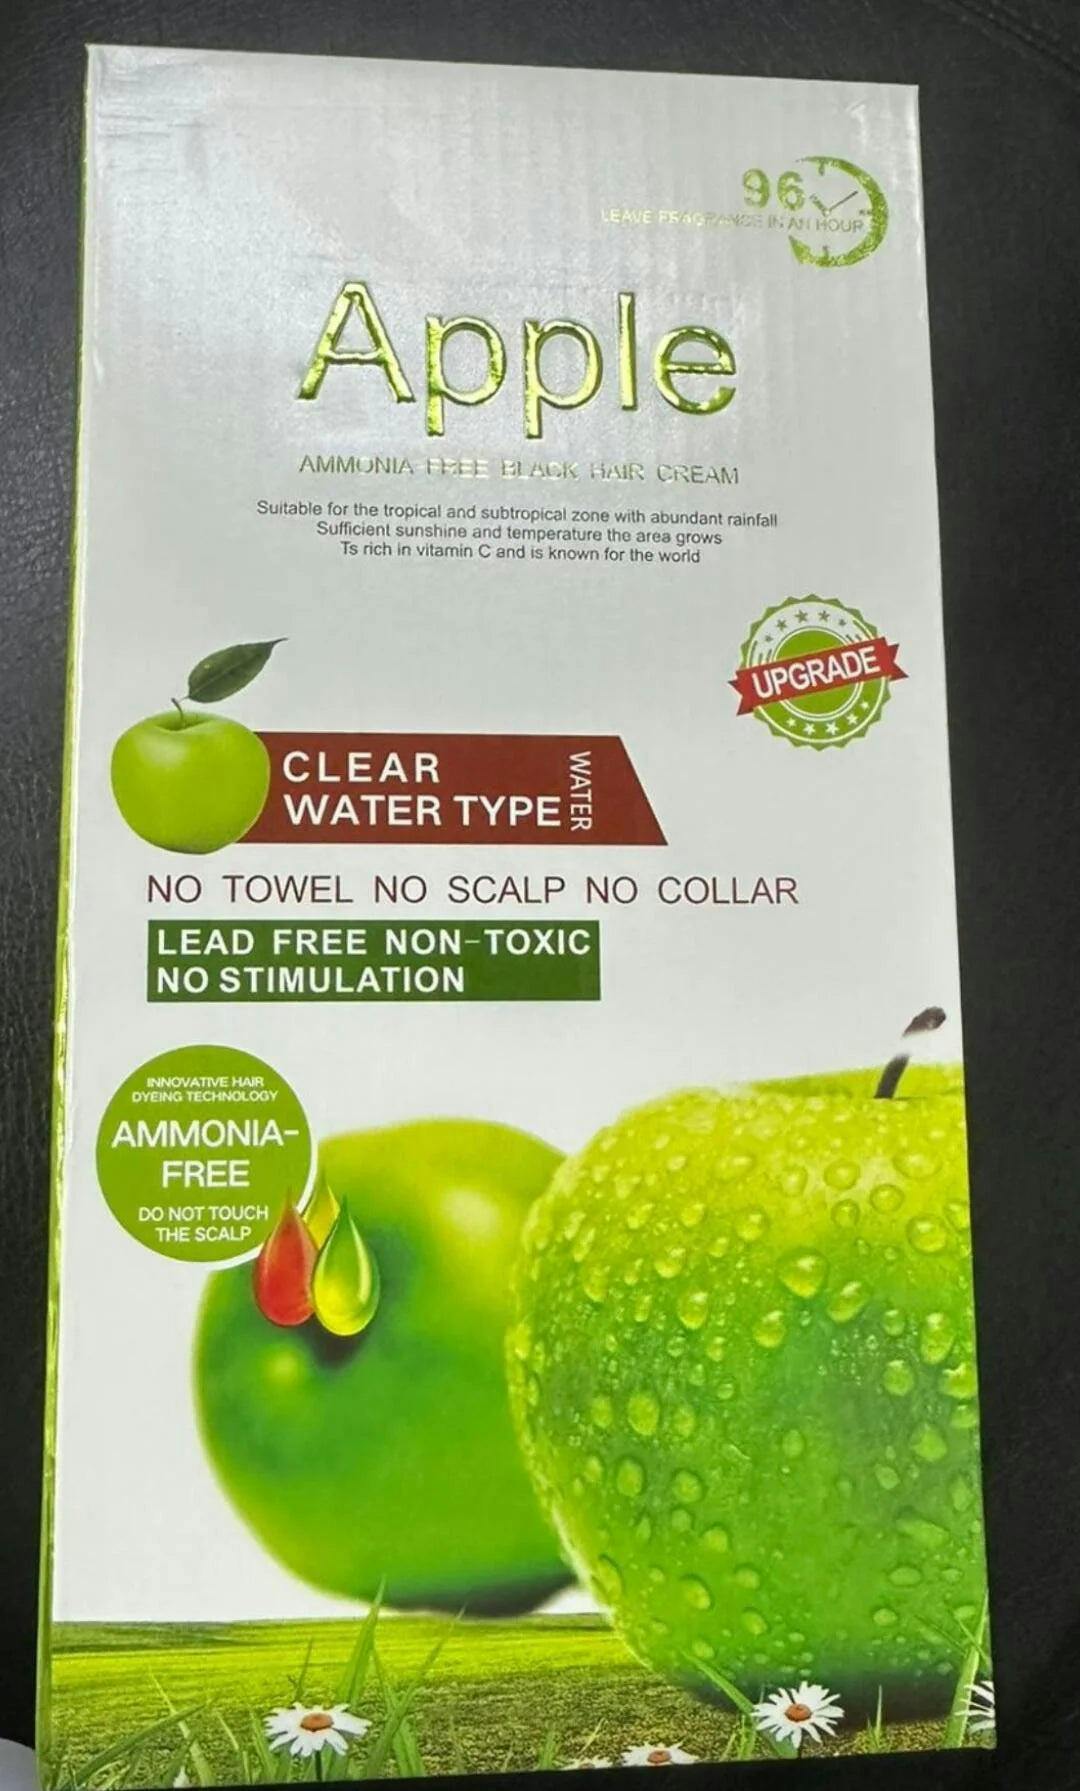 96
LEAVE FRAGRANCE IN AN HOUR
Apple
AMMONIA-FREE BLACK HAIR CREAM
Suitable for the tropical and subtropical zone with abundant rainfall
Sufficient sunshine and temperature the area grows
Ts rich in vitamin C and is known for the world
UPGRADE
CLEAR
WATER TYPE
WATER
NO TOWEL NO SCALP NO COLLAR
LEAD FREE NON-TOXIC
NO STIMULATION
INNOVATIVE HAIR
DYEING TECHNOLOGY
AMMONIA-
FREE
DO NOT TOUCH
THE SCALP